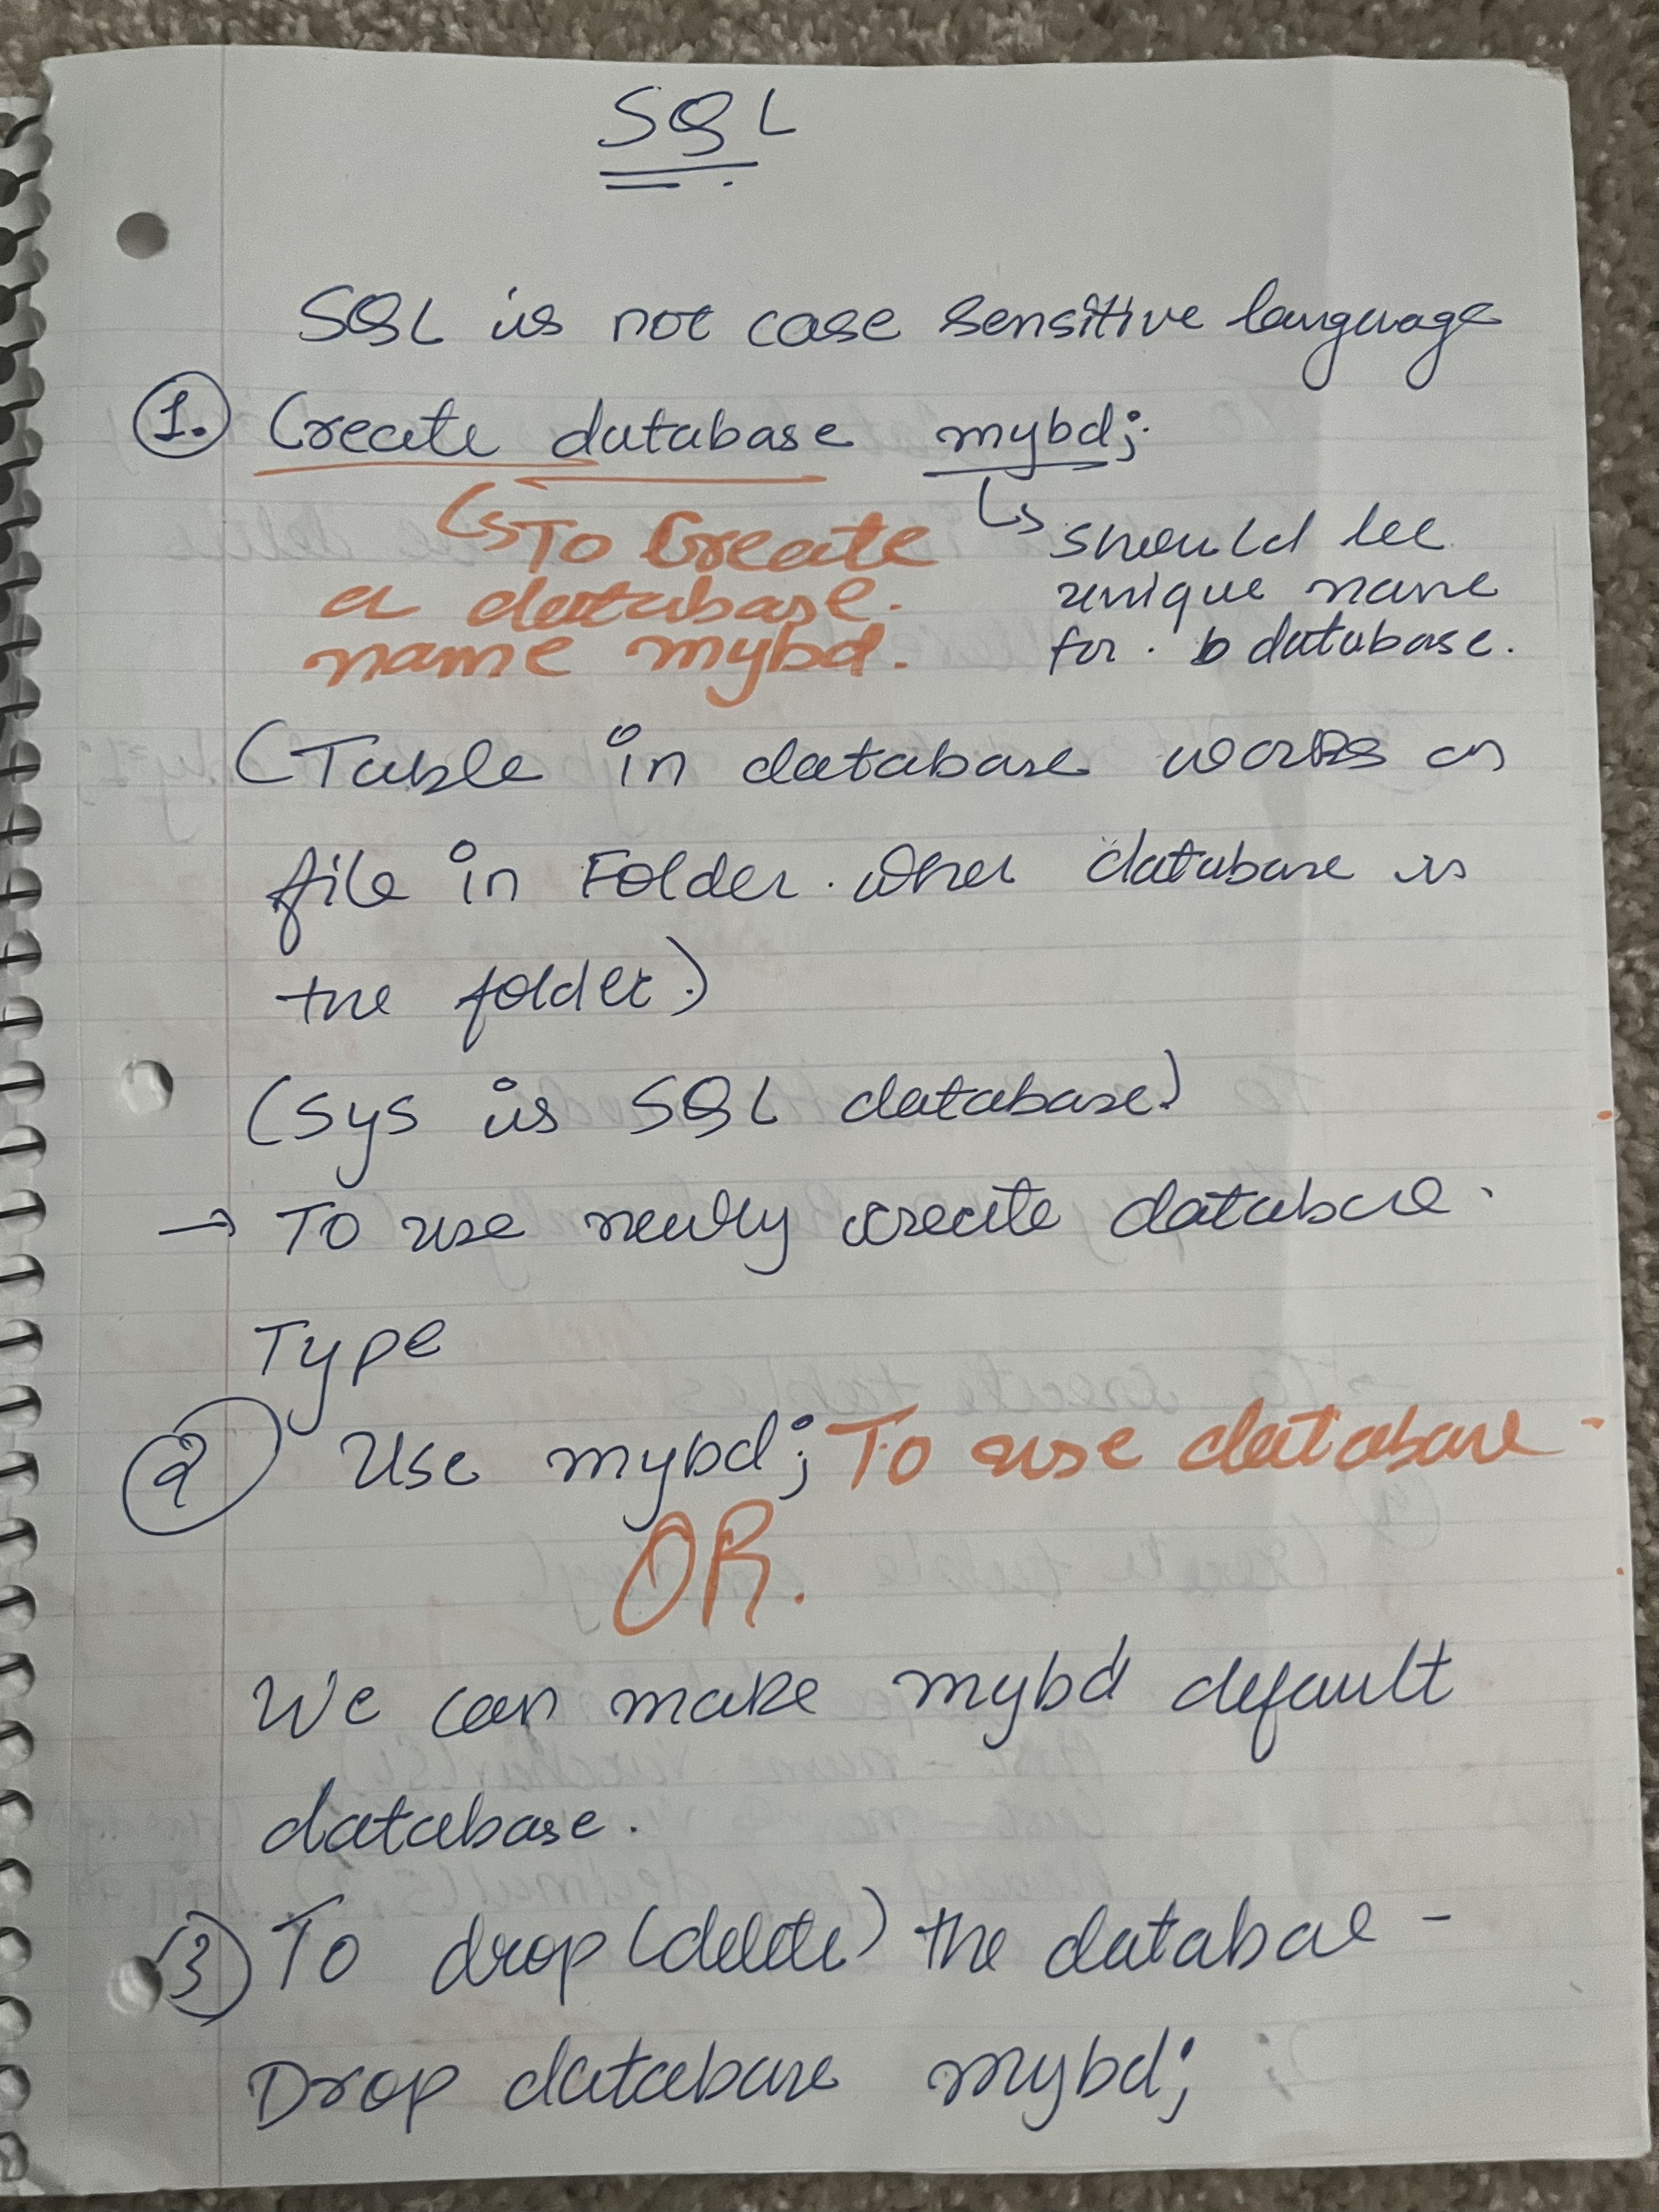 SQL
SQL is not case sensitive language
1. Create database mybd;
↳ To Create
a database.
name mybd.
↳ should be
unique name
for . database.
(Table in database works as
file in Folder. when database is
the folder.)
(Sys is SQL database)
→ To use newly create database.
Type
2 Use mybd; To use database -
OR.
We can make mybd default
database.
3) To drop (delete) the databae -
Drop database mybd;